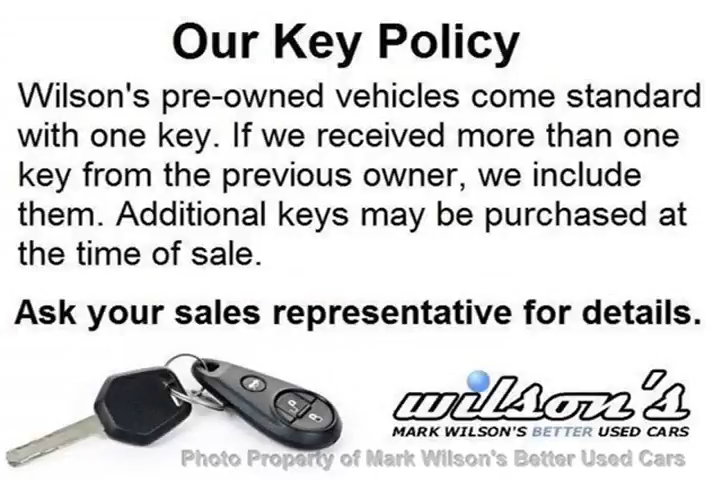 Our Key Policy
Wilson's pre-owned vehicles come standard
with one key. If we received more than one
key from the previous owner, we include
them. Additional keys may be purchased at
the time of sale.
Ask your sales representative for details.
wilson's
MARK WILSON'S BETTER USED CARS
Photo Property of Mark Wilson's Better Used Cars